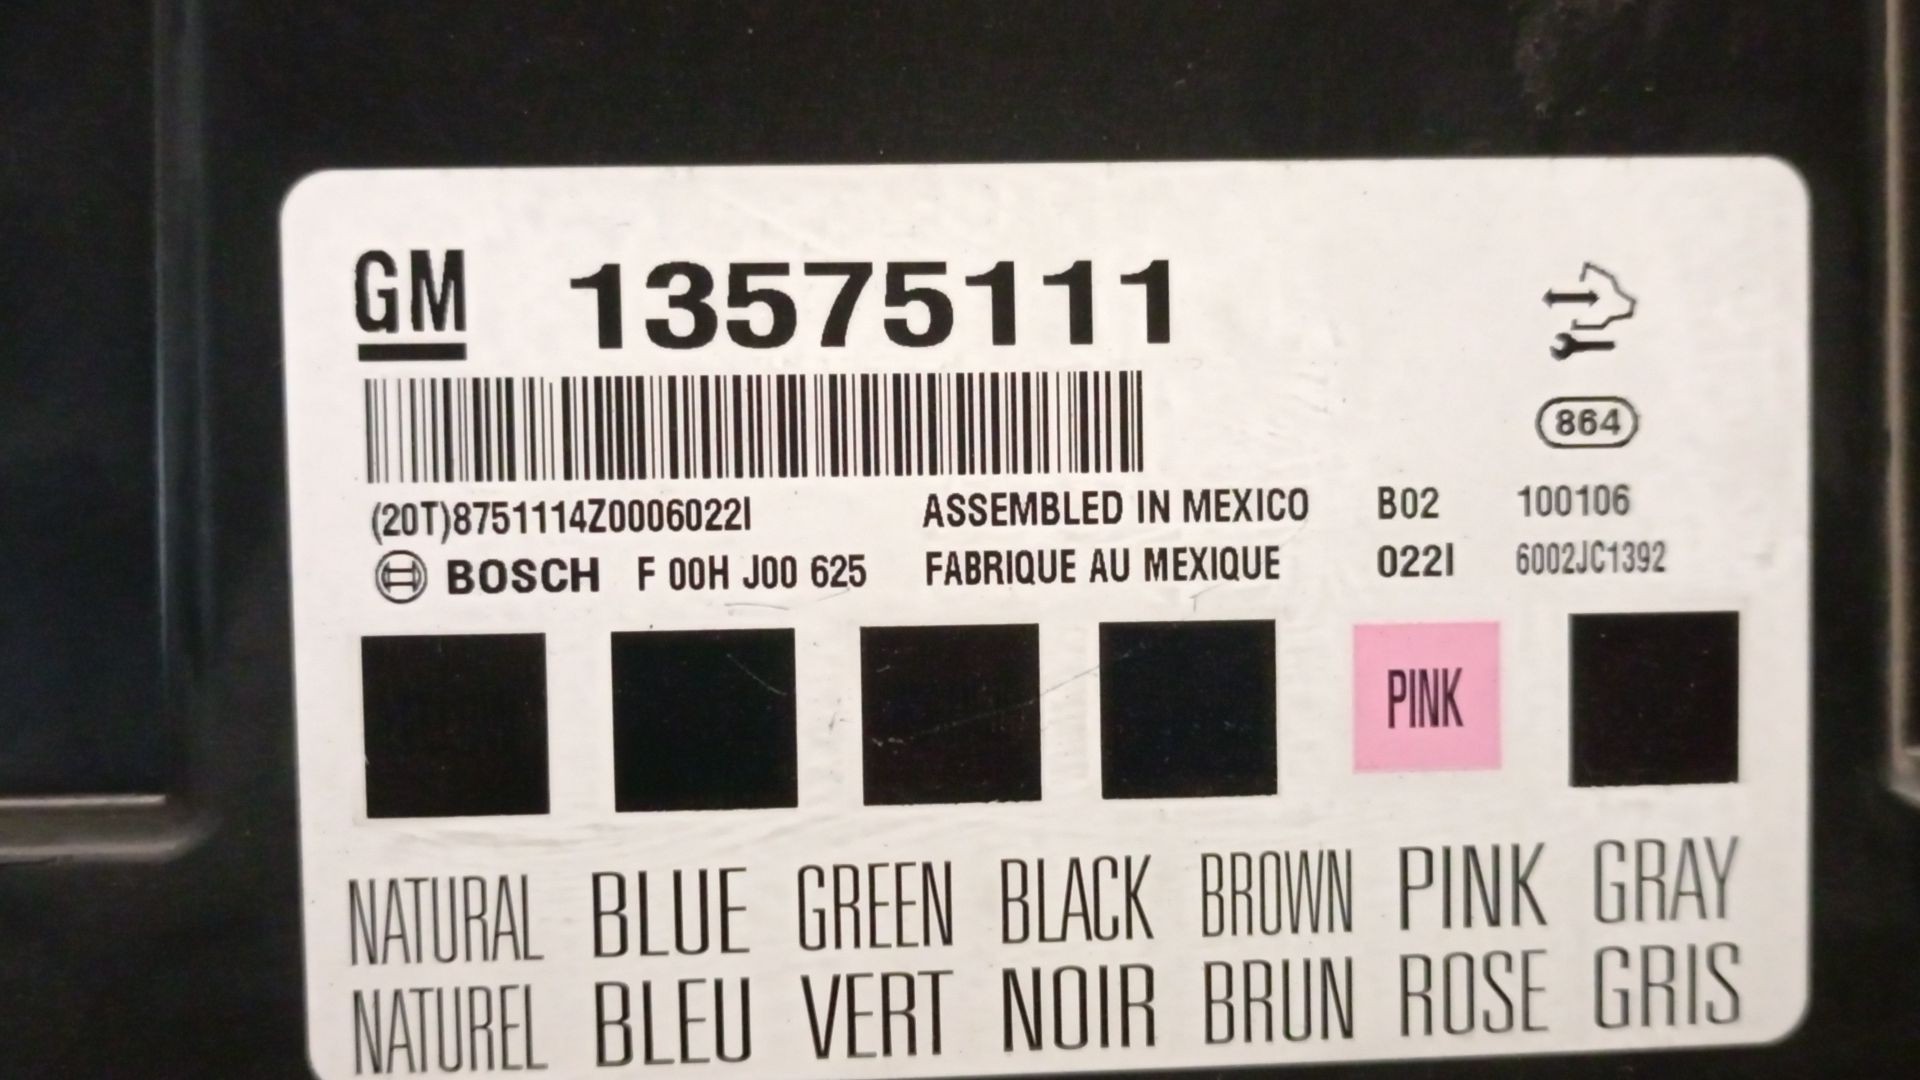 GM 13575111
864
(20T)8751114Z0006022I ASSEMBLED IN MEXICO B02 100106
BOSCH F 00H J00 625 FABRIQUE AU MEXIQUE 022I 6002JC1392
PINK
NATURAL BLUE GREEN BLACK BROWN PINK GRAY
NATUREL BLEU VERT NOIR BRUN ROSE GRIS